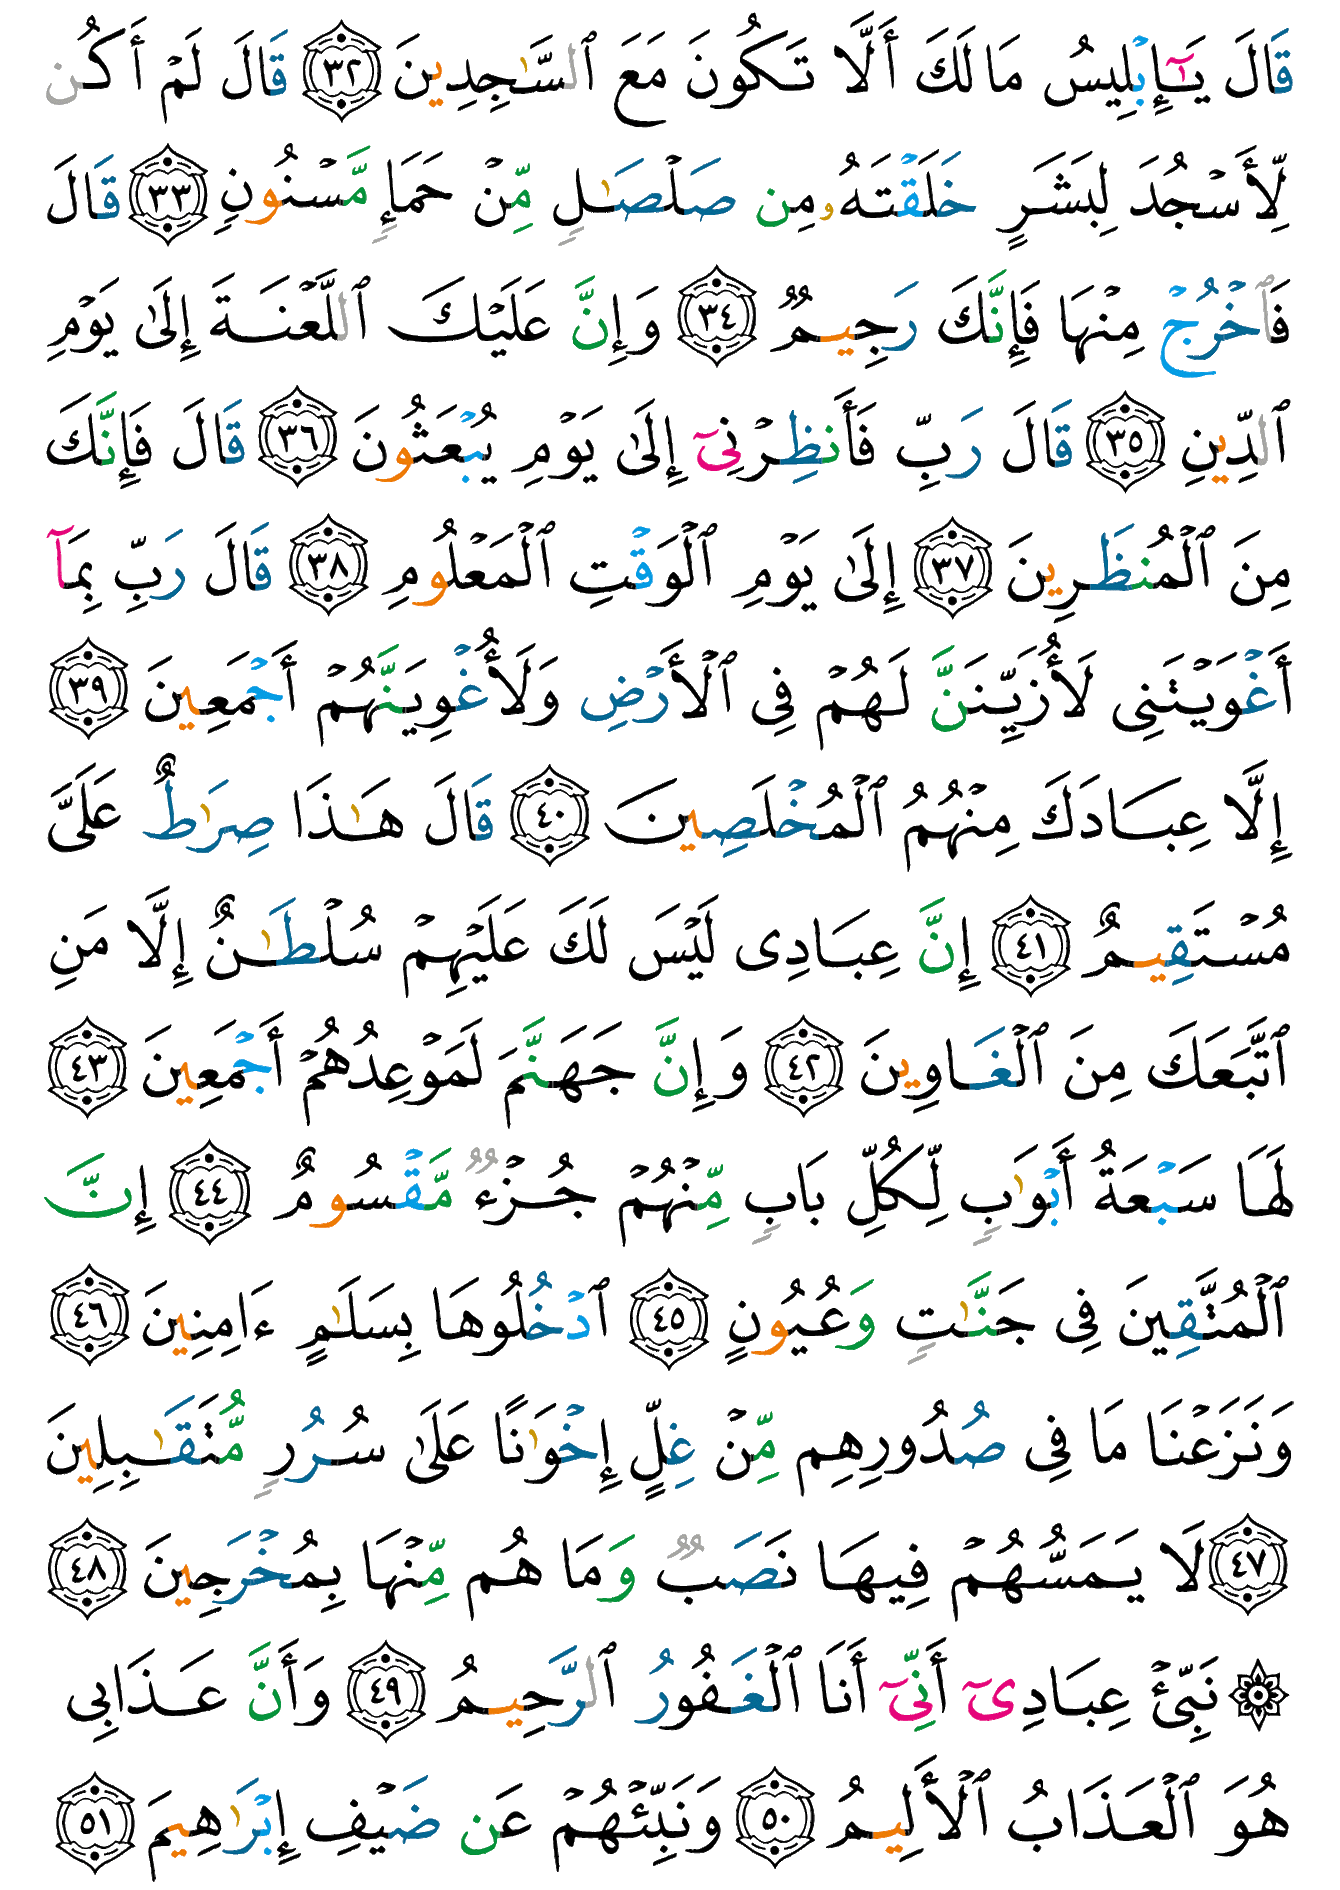 قَالَ يَـٰٓإِبْلِيسُ مَا لَكَ أَلَّا تَكُونَ مَعَ ٱلسَّـٰجِدِينَ ٣٢ قَالَ لَمْ أَكُن
لِّأَسْجُدَ لِبَشَرٍ خَلَقْتَهُۥ مِن صَلْصَـٰلٍ مِّنْ حَمَإٍ مَّسْنُونٍ ٣٣ قَالَ
فَٱخْرُجْ مِنْهَا فَإِنَّكَ رَجِيمٌ ٣٤ وَإِنَّ عَلَيْكَ ٱللَّعْنَةَ إِلَىٰ يَوْمِ
ٱلدِّينِ ٣٥ قَالَ رَبِّ فَأَنظِرْنِىٓ إِلَىٰ يَوْمِ يُبْعَثُونَ ٣٦ قَالَ فَإِنَّكَ
مِنَ ٱلْمُنظَرِينَ ٣٧ إِلَىٰ يَوْمِ ٱلْوَقْتِ ٱلْمَعْلُومِ ٣٨ قَالَ رَبِّ بِمَآ
أَغْوَيْتَنِى لَأُزَيِّنَنَّ لَهُمْ فِى ٱلْأَرْضِ وَلَأُغْوِيَنَّهُمْ أَجْمَعِينَ ٣٩
إِلَّا عِبَادَكَ مِنْهُمُ ٱلْمُخْلَصِينَ ٤٠ قَالَ هَـٰذَا صِرَٰطٌ عَلَىَّ
مُسْتَقِيمٌ ٤١ إِنَّ عِبَادِى لَيْسَ لَكَ عَلَيْهِمْ سُلْطَـٰنٌ إِلَّا مَنِ
ٱتَّبَعَكَ مِنَ ٱلْغَاوِينَ ٤٢ وَإِنَّ جَهَنَّمَ لَمَوْعِدُهُمْ أَجْمَعِينَ ٤٣
لَهَا سَبْعَةُ أَبْوَٰبٍ لِّكُلِّ بَابٍ مِّنْهُمْ جُزْءٌ مَّقْسُومٌ ٤٤ إِنَّ
ٱلْمُتَّقِينَ فِى جَنَّـٰتٍ وَعُيُونٍ ٤٥ ٱدْخُلُوهَا بِسَلَـٰمٍ ءَامِنِينَ ٤٦
وَنَزَعْنَا مَا فِى صُدُورِهِم مِّنْ غِلٍّ إِخْوَٰنًا عَلَىٰ سُرُرٍ مُّتَقَـٰبِلِينَ
٤٧ لَا يَمَسُّهُمْ فِيهَا نَصَبٌ وَمَا هُم مِّنْهَا بِمُخْرَجِينَ ٤٨
۞ نَبِّئْ عِبَادِىٓ أَنِّىٓ أَنَا ٱلْغَفُورُ ٱلرَّحِيمُ ٤٩ وَأَنَّ عَذَابِى
هُوَ ٱلْعَذَابُ ٱلْأَلِيمُ ٥٠ وَنَبِّئْهُمْ عَن ضَيْفِ إِبْرَٰهِيمَ ٥١